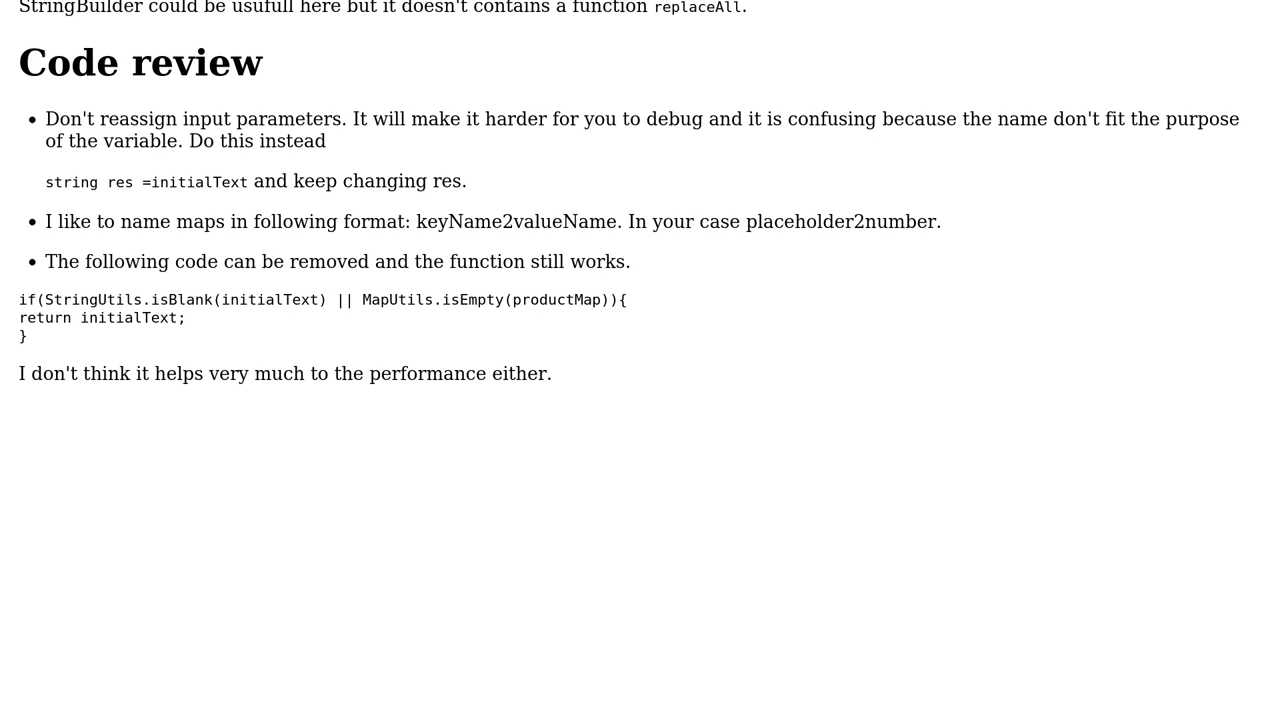 StringBuilder could be usufull here but it doesn't contains a function replaceAll.
Code review
• Don't reassign input parameters. It will make it harder for you to debug and it is confusing because the name don't fit the purpose
of the variable. Do this instead
string res =initialText and keep changing res.
• I like to name maps in following format: keyName2valueName. In your case placeholder2number.
• The following code can be removed and the function still works.
if(StringUtils.isBlank(initialText) || MapUtils.isEmpty(productMap)){
return initialText;
}
I don't think it helps very much to the performance either.